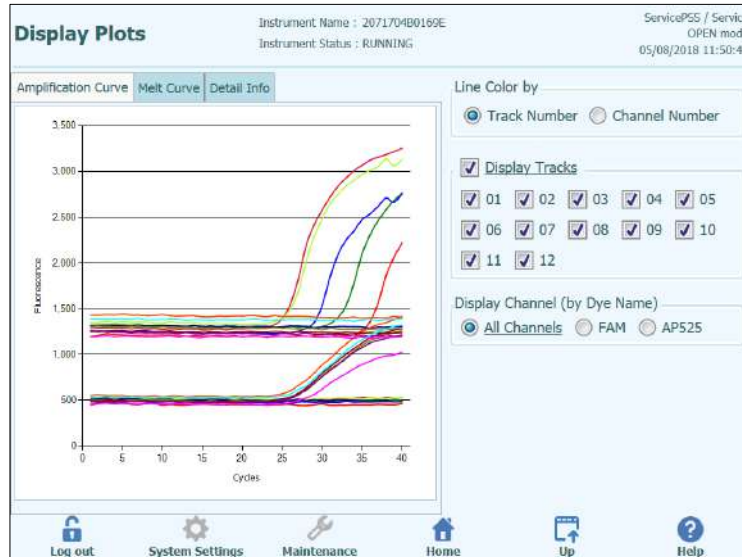 Display Plots
Instrument Name : 2071704B0169E
Instrument Status : RUNNING
ServicePSS / Servic
OPEN mod
05/08/2018 11:50:4
Amplification Curve Melt Curve Detail Info
3.500
3.000
2.500
2.000
1.500
1.000
500
0
Fluorescence
0 5 10 15 20 25 30 35 40
Cycles
Line Color by
Track Number Channel Number
Display Tracks
01 02 03 04 05
06 07 08 09 10
11 12
Display Channel (by Dye Name)
All Channels FAM AP525
Log out System Settings Maintenance Home Up Help